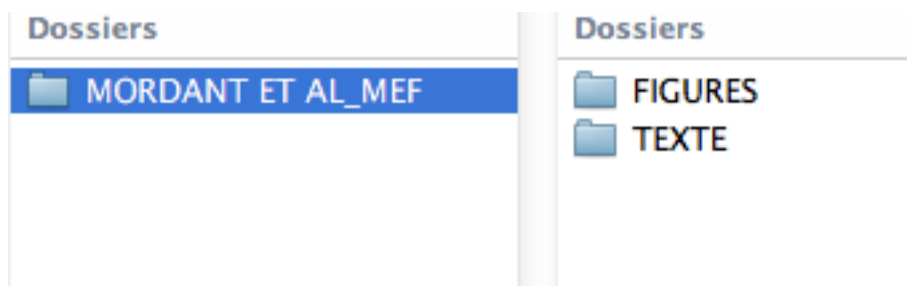 Dossiers
MORDANT ET AL_MEF
Dossiers
FIGURES
TEXTE